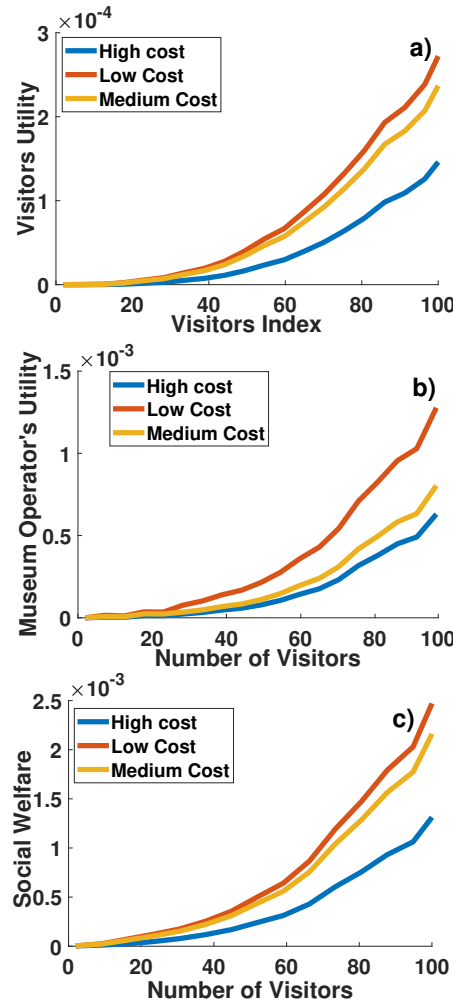 ×10⁻⁴
a)
High cost
Low Cost
Medium Cost
Visitors Utility
3
2
1
0
0 20 40 60 80 100
Visitors Index
×10⁻³
b)
High cost
Low Cost
Medium Cost
Museum Operator's Utility
1.5
1
0.5
0
0 20 40 60 80 100
Number of Visitors
×10⁻³
c)
High cost
Low Cost
Medium Cost
Social Welfare
2.5
2
1.5
1
0.5
0
0 20 40 60 80 100
Number of Visitors